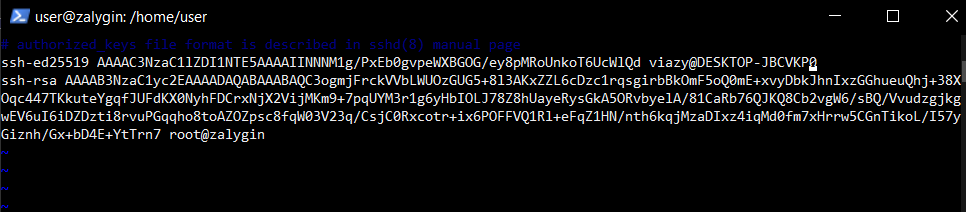 user@zalygin: /home/user
# authorized_keys file format is described in sshd(8) manual page
ssh-ed25519 AAAAC3NzaC1lZDI1NTE5AAAAIINNNM1g/PxEb0gvpeWXBGOG/ey8pMRoUnkoT6UcWlQd viazy@DESKTOP-JBCVKP0
ssh-rsa AAAAB3NzaC1yc2EAAAADAQABAAABAQC3ogmjFrckVVbLWUOzGUG5+8l3AKxZZL6cDzc1rqsgirbBkOmF5oQ0mE+xvyDbkJhnIxzGGhueuQhj+38X
Oqc447TKkuteYgqfJUFdKX0NyhFDCrxNjX2VijMKm9+7pqUYM3r1g6yHbIOLJ78Z8hUayeRysGkA5ORvbyelA/81CaRb76QJKQ8Cb2vgW6/sBQ/Vvudzgjkg
wEV6uI6iDZDzti8rvuPGqqho8toAZOZpsc8fqW03V23q/CsjC0Rxcotr+ix6POFFVQ1Rl+eFqZ1HN/nth6kqjMzaDIxz4iqMd0fm7xHrrw5CGnTikoL/I57y
Giznh/Gx+bD4E+YtTrn7 root@zalygin
~
~
~